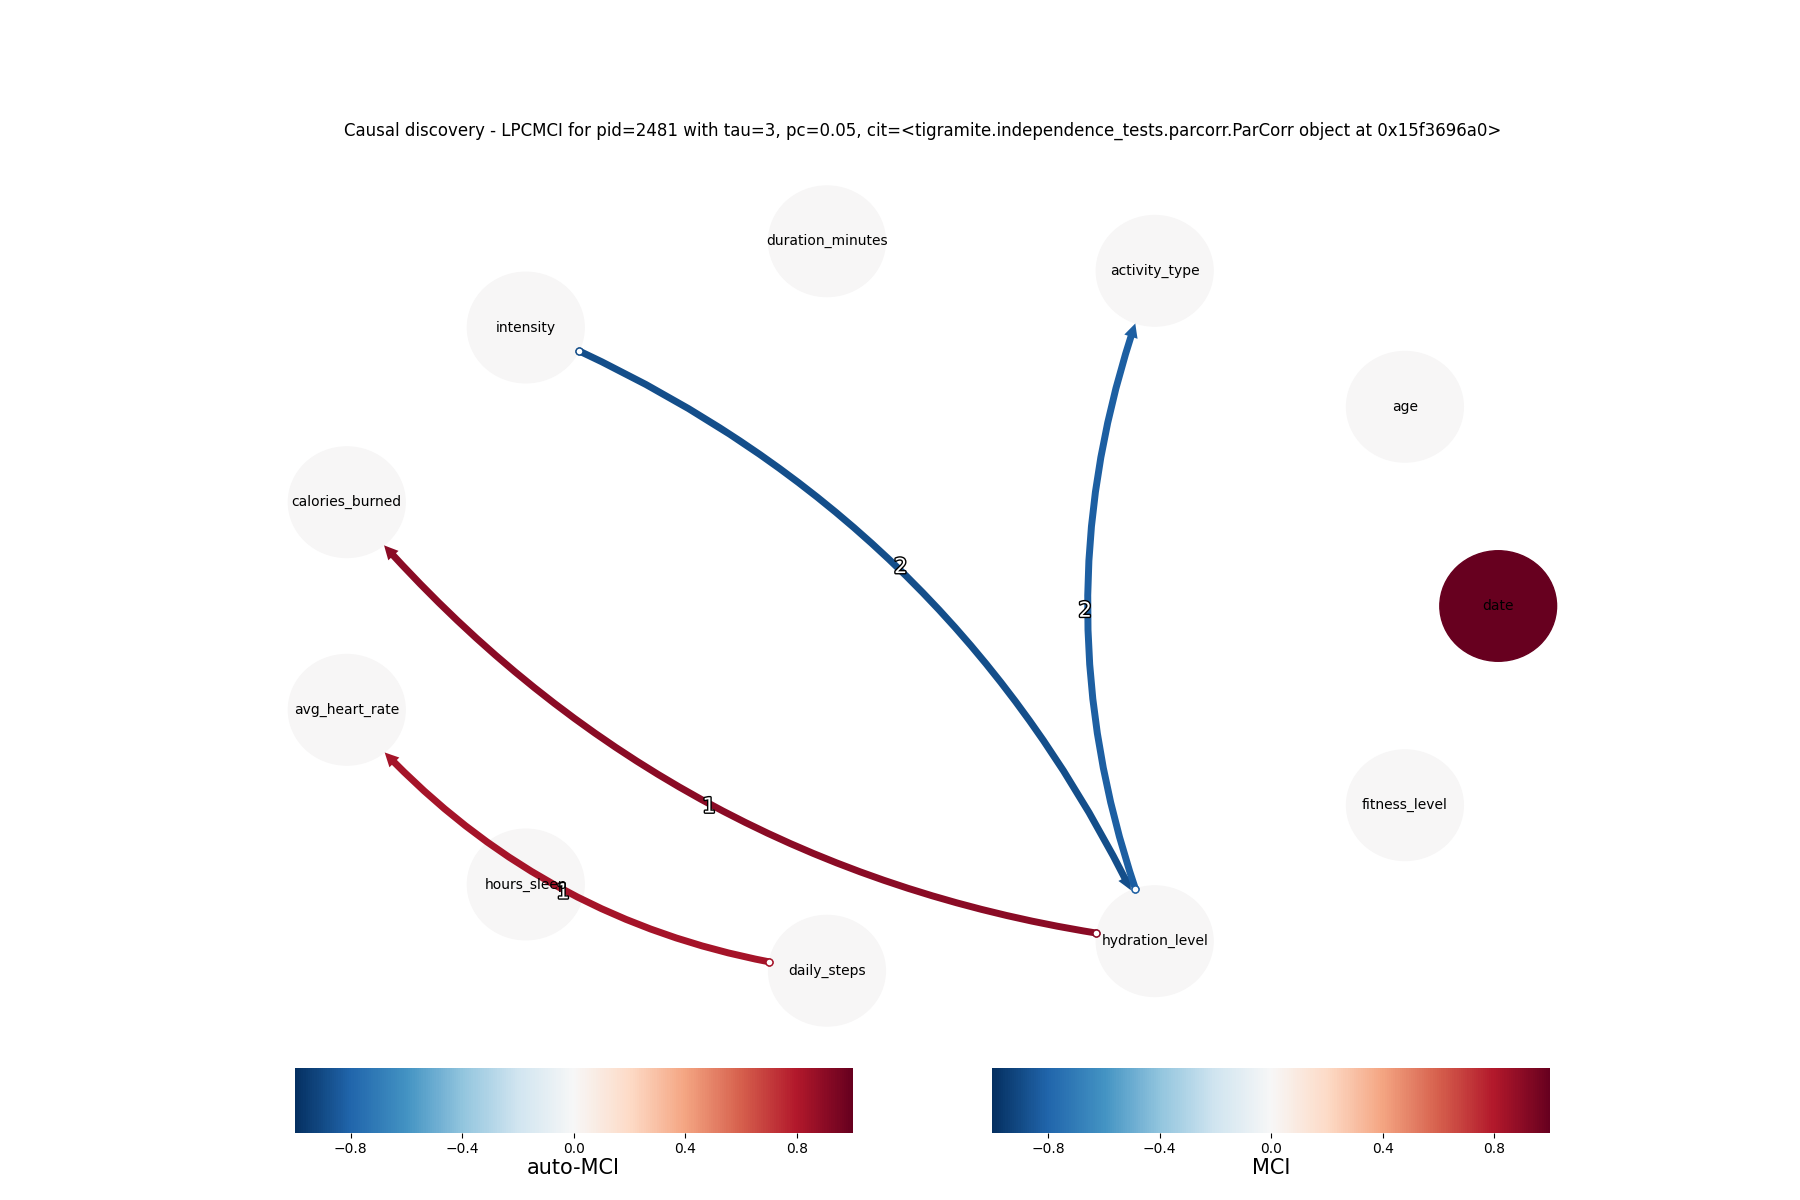 Causal discovery - LPCMCI for pid=2481 with tau=3, pc=0.05, cit=<tigramite.independence_tests.parcorr.ParCorr object at 0x15f3696a0>
duration_minutes
activity_type
intensity
age
calories_burned
2
date
2
avg_heart_rate
1
fitness_level
hours_sleep
1
hydration_level
daily_steps
−0.8 −0.4 0.0 0.4 0.8
auto-MCI
−0.8 −0.4 0.0 0.4 0.8
MCI